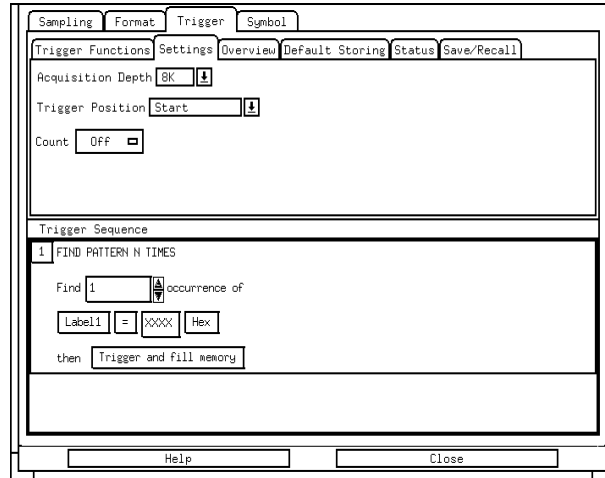 Sampling Format Trigger Symbol
Trigger Functions Settings Overview Default Storing Status Save/Recall
Acquisition Depth 8K
Trigger Position Start
Count Off
Trigger Sequence
1 FIND PATTERN N TIMES
Find 1 occurrence of
Label1 = XXXX Hex
then Trigger and fill memory
Help Close